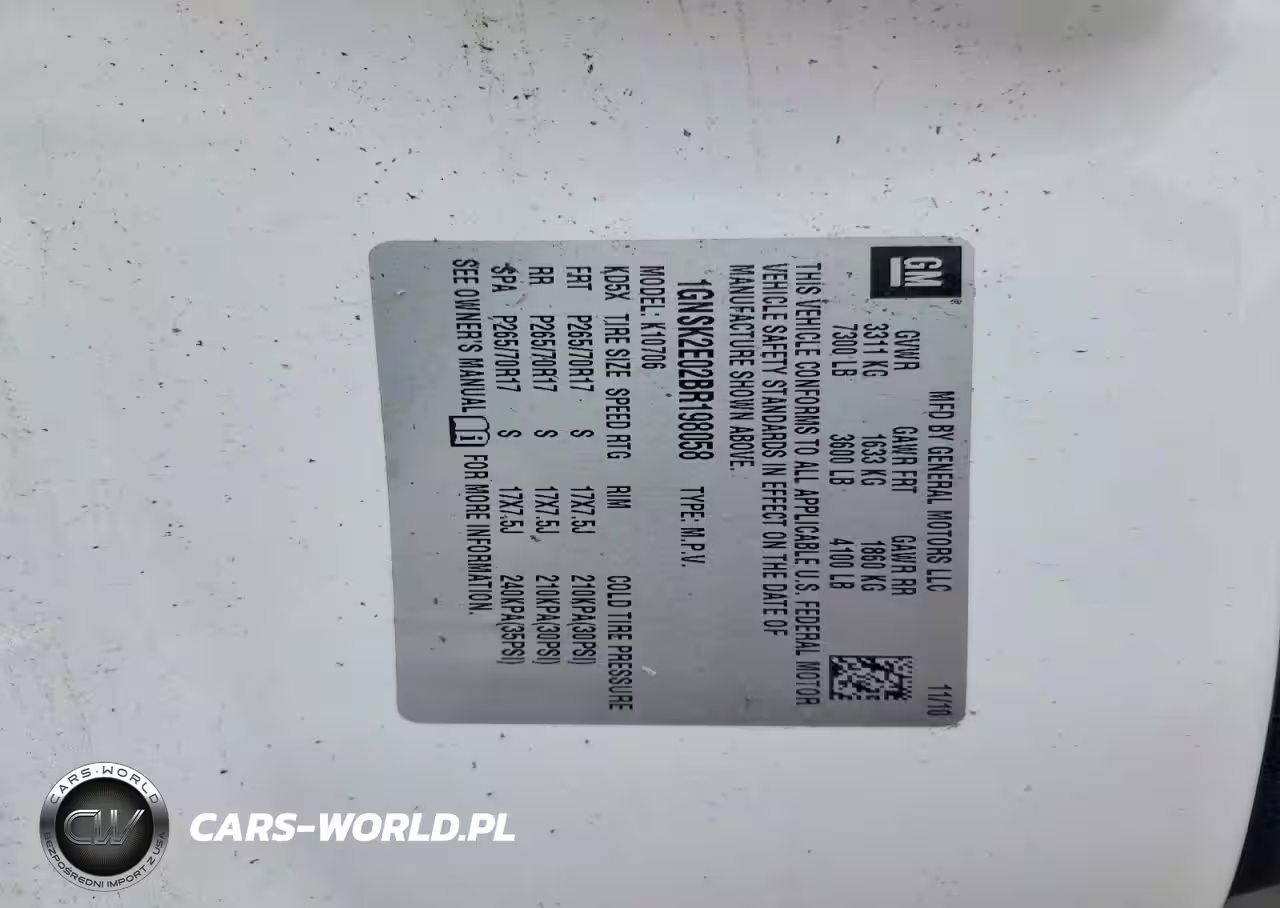 GM
®
MFD BY GENERAL MOTORS LLC 11/10
GVWR GAWR FRT GAWR RR
3311 KG 1633 KG 1860 KG
7300 LB 3600 LB 4100 LB
THIS VEHICLE CONFORMS TO ALL APPLICABLE U.S. FEDERAL MOTOR
VEHICLE SAFETY STANDARDS IN EFFECT ON THE DATE OF
MANUFACTURE SHOWN ABOVE.
1GNSK2E02BR198058 TYPE: M.P.V.
MODEL: K10706
KD5X TIRE SIZE SPEED RTG RIM COLD TIRE PRESSURE
FRT P265/70R17 S 17X7.5J 210KPA(30PSI)
RR P265/70R17 S 17X7.5J 210KPA(30PSI)
SPA P265/70R17 S 17X7.5J 240KPA(35PSI)
SEE OWNER'S MANUAL FOR MORE INFORMATION.
CARS-WORLD
CW
BEZPOŚREDNI IMPORT Z USA
CARS-WORLD.PL